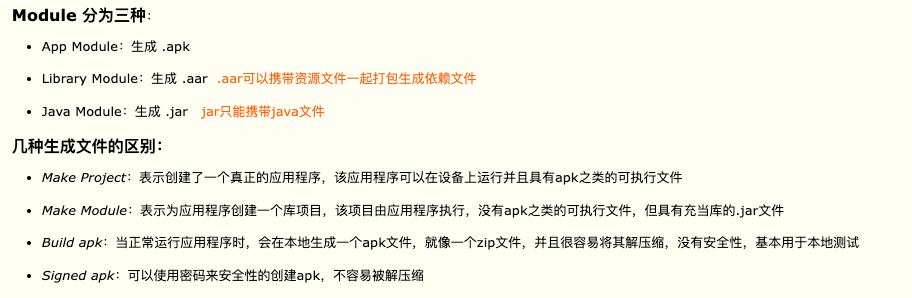 Module 分为三种：
App Module：生成 .apk
Library Module：生成 .aar .aar可以携带资源文件一起打包生成依赖文件
Java Module：生成 .jar jar只能携带java文件
几种生成文件的区别：
Make Project：表示创建了一个真正的应用程序，该应用程序可以在设备上运行并且具有apk之类的可执行文件
Make Module：表示为应用程序创建一个库项目，该项目由应用程序执行，没有apk之类的可执行文件，但具有充当库的.jar文件
Build apk：当正常运行应用程序时，会在本地生成一个apk文件，就像一个zip文件，并且很容易将其解压缩，没有安全性，基本用于本地测试
Signed apk：可以使用密码来安全性的创建apk，不容易被解压缩